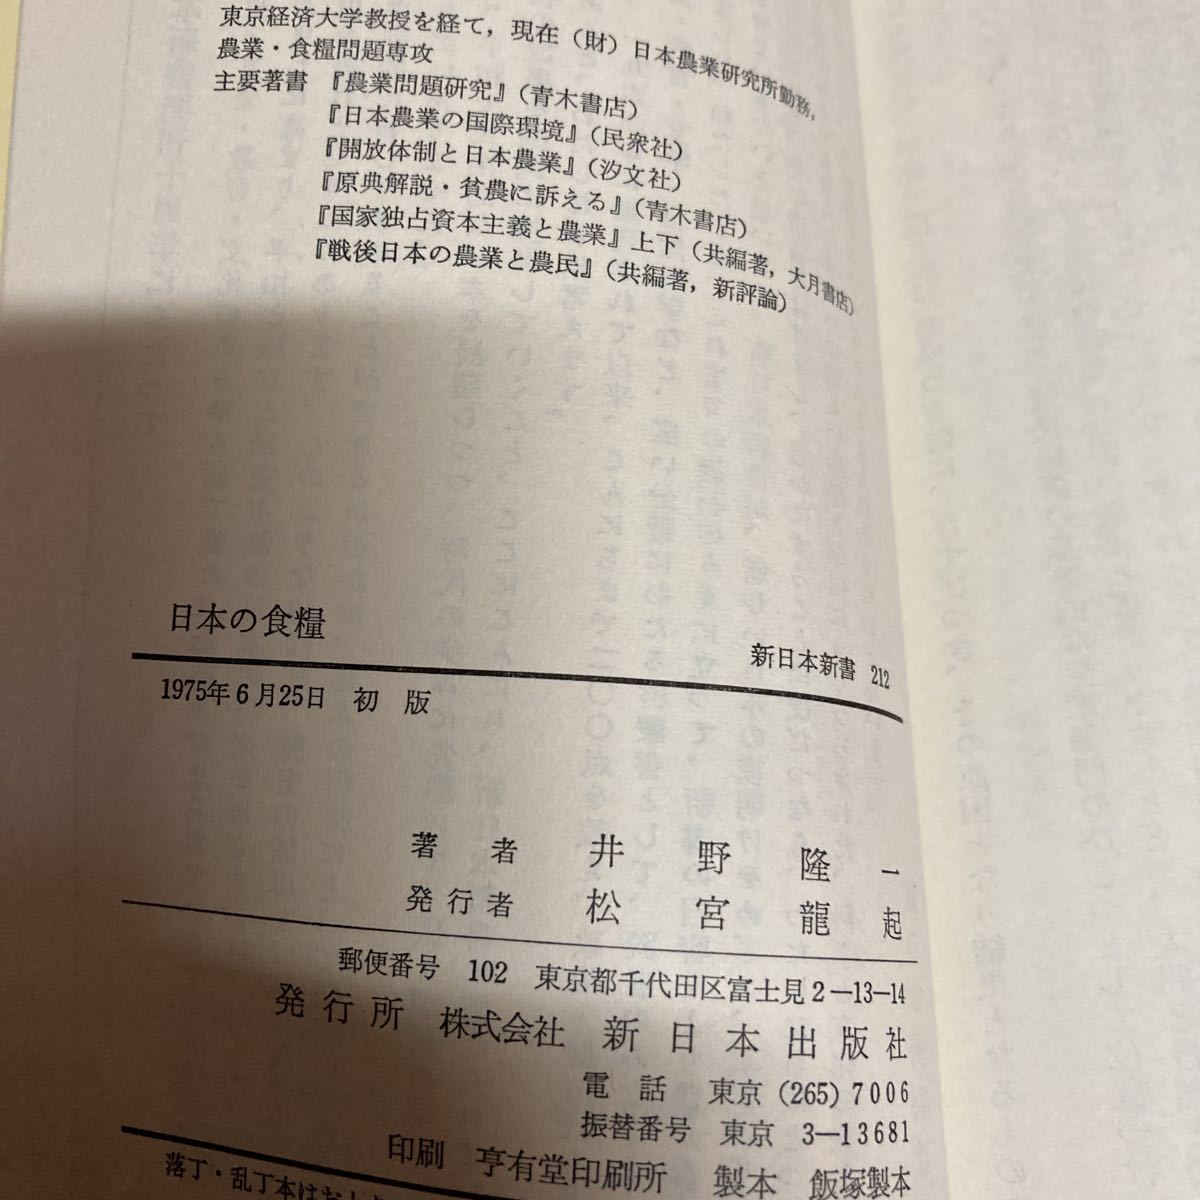 東京経済大学教授を経て，現在（財）日本農業研究所勤務，
農業・食糧問題専攻
主要著書　『農業問題研究』（青木書店）
『日本農業の国際環境』（民衆社）
『開放体制と日本農業』（汐文社）
『原典解説・貧農に訴える』（青木書店）
『国家独占資本主義と農業』上下（共編著，大月書店）
『戦後日本の農業と農民』（共編著，新評論）
日本の食糧
新日本新書　212
1975年6月25日　初　版
著　者　井　野　隆　一
発行者　松　宮　龍　起
郵便番号　102　東京都千代田区富士見2―13―14
発行所　株式会社　新日本出版社
電　話　東京（265）7006
振替番号　東京　3―13681
印刷　亨有堂印刷所　製本　飯塚製本
落丁・乱丁本はお